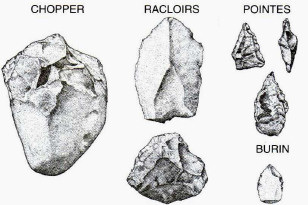 CHOPPER
RACLOIRS
POINTES
BURIN